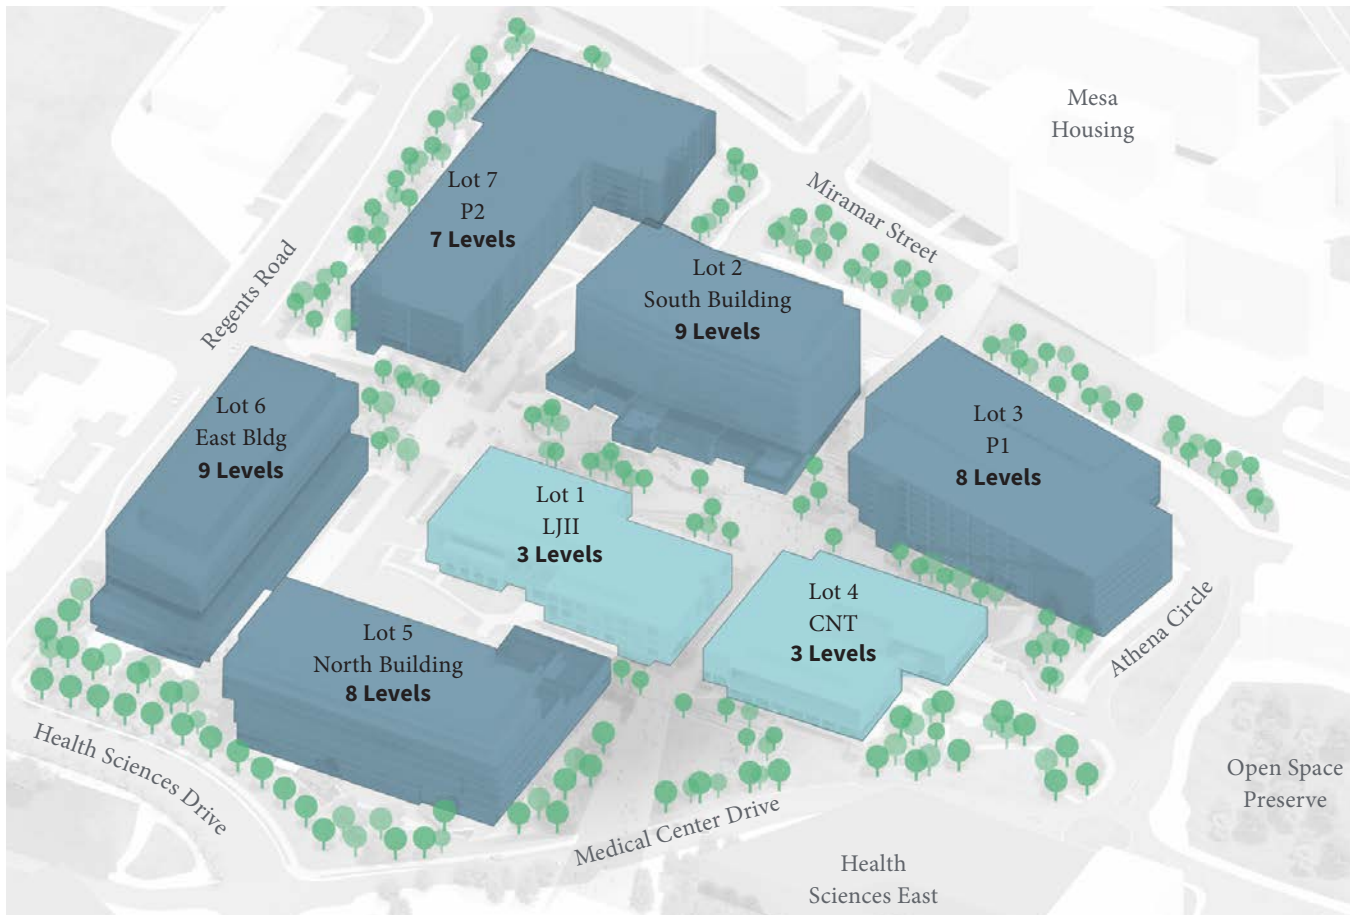 Mesa
Housing
Miramar Street
Lot 7
P2
7 Levels
Regents Road
Lot 2
South Building
9 Levels
Lot 6
East Bldg
9 Levels
Lot 3
P1
8 Levels
Lot 1
LJII
3 Levels
Lot 4
CNT
3 Levels
Athena Circle
Lot 5
North Building
8 Levels
Health Sciences Drive
Medical Center Drive
Open Space
Preserve
Health
Sciences East